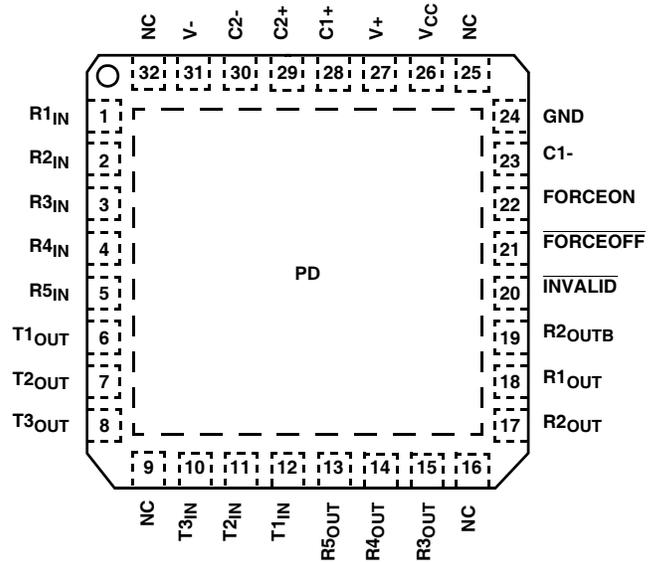 NC V- C2- C2+ C1+ V+ VCC NC
32 31 30 29 28 27 26 25
R1IN 1 24 GND
R2IN 2 23 C1-
R3IN 3 22 FORCEON
R4IN 4 21 FORCEOFF
R5IN 5 20 INVALID
PD
T1OUT 6 19 R2OUTB
T2OUT 7 18 R1OUT
T3OUT 8 17 R2OUT
9 10 11 12 13 14 15 16
NC T3IN T2IN T1IN R5OUT R4OUT R3OUT NC